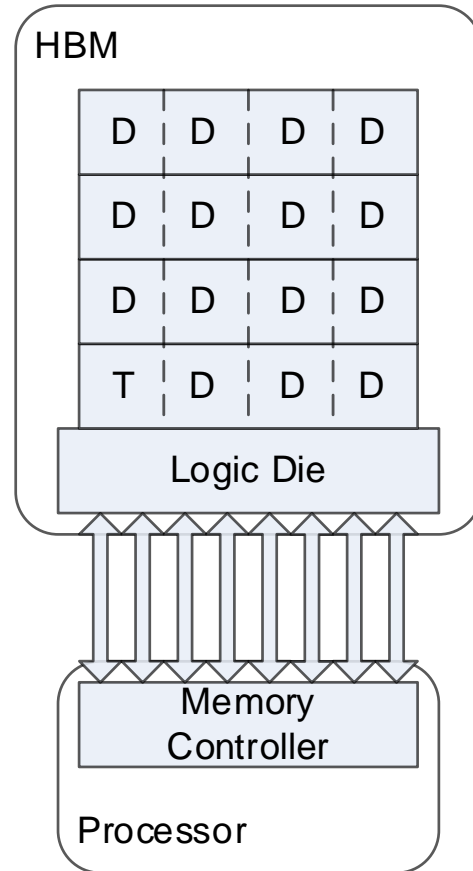 HBM
D D D D
D D D D
D D D D
T D D D
Logic Die
Memory
Controller
Processor